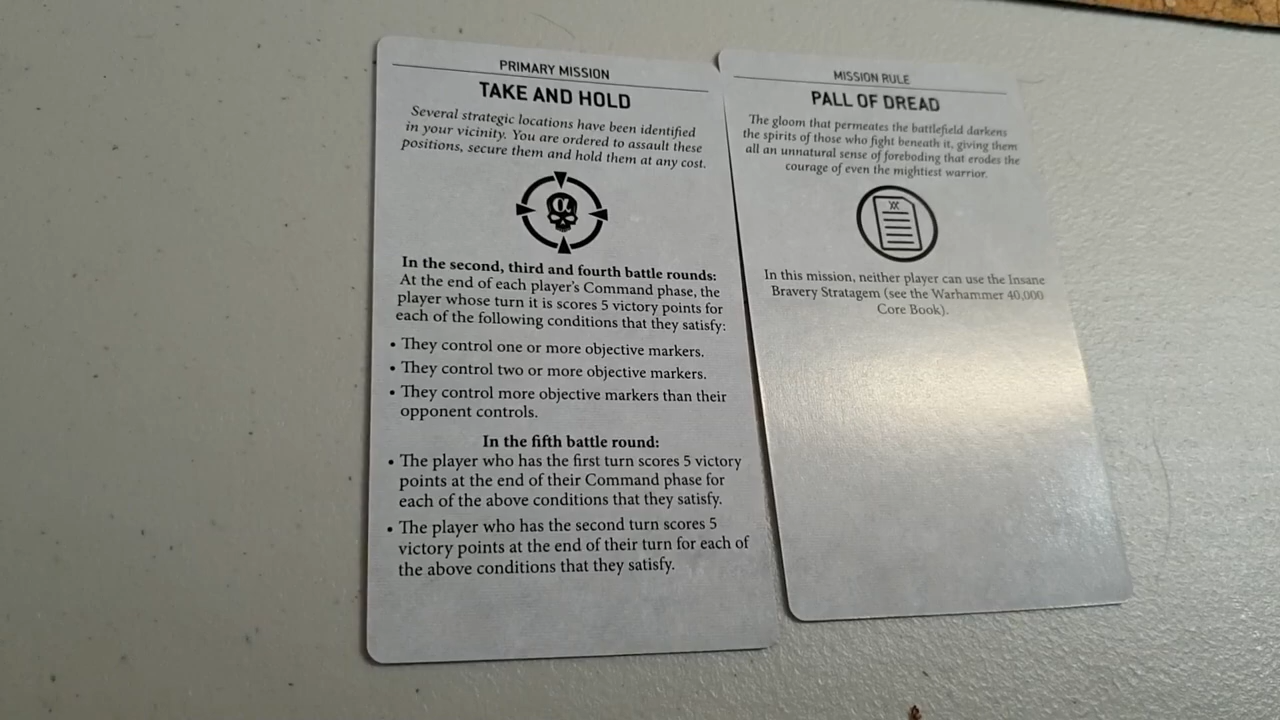 PRIMARY MISSION
TAKE AND HOLD
Several strategic locations have been identified
in your vicinity. You are ordered to assault these
positions, secure them and hold them at any cost.
In the second, third and fourth battle rounds:
At the end of each player's Command phase, the
player whose turn it is scores 5 victory points for
each of the following conditions that they satisfy:
• They control one or more objective markers.
• They control two or more objective markers.
• They control more objective markers than their
opponent controls.
In the fifth battle round:
• The player who has the first turn scores 5 victory
points at the end of their Command phase for
each of the above conditions that they satisfy.
• The player who has the second turn scores 5
victory points at the end of their turn for each of
the above conditions that they satisfy.
MISSION RULE
PALL OF DREAD
The gloom that permeates the battlefield darkens
the spirits of those who fight beneath it, giving them
all an unnatural sense of foreboding that erodes the
courage of even the mightiest warrior.
XX
In this mission, neither player can use the Insane
Bravery Stratagem (see the Warhammer 40,000
Core Book).